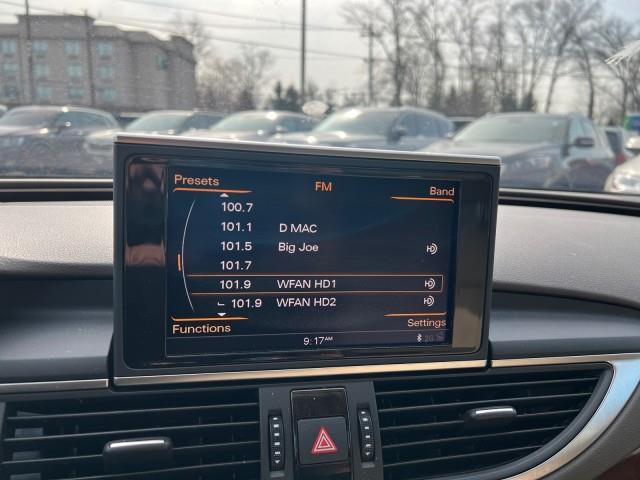 Presets FM Band
100.7
101.1 D MAC
101.5 Big Joe
101.7
101.9 WFAN HD1
101.9 WFAN HD2
Functions Settings
9:17AM 2G